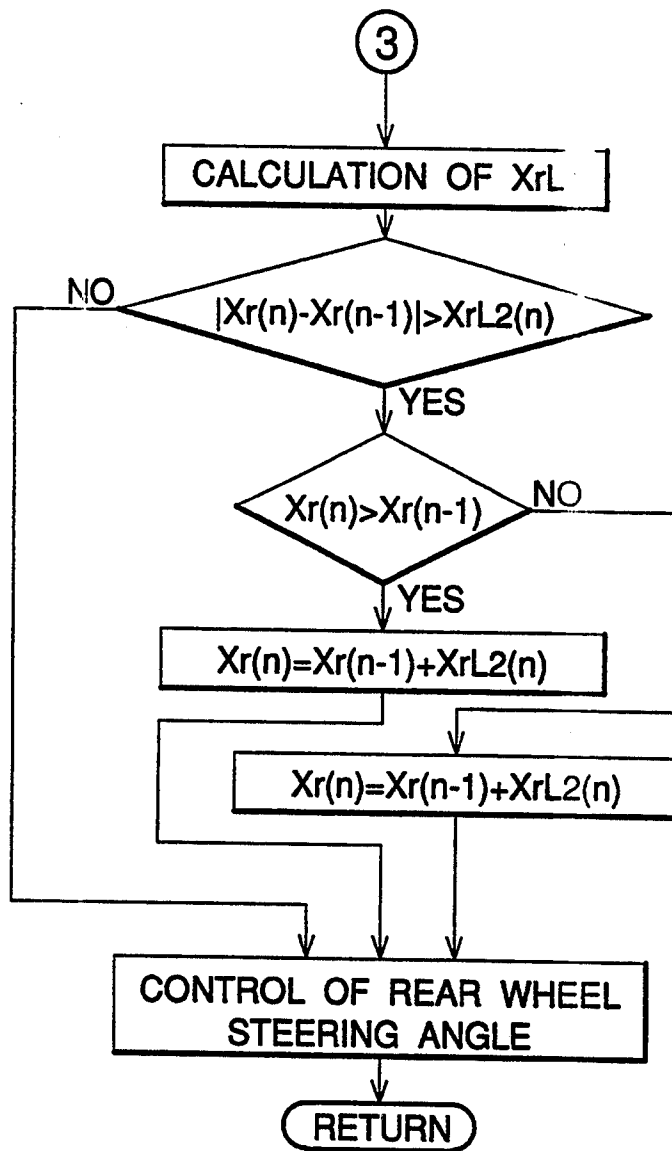 3
CALCULATION OF XrL
NO
|Xr(n)-Xr(n-1)|>XrL2(n)
YES
Xr(n)>Xr(n-1)
NO
YES
Xr(n)=Xr(n-1)+XrL2(n)
Xr(n)=Xr(n-1)+XrL2(n)
CONTROL OF REAR WHEEL
STEERING ANGLE
RETURN